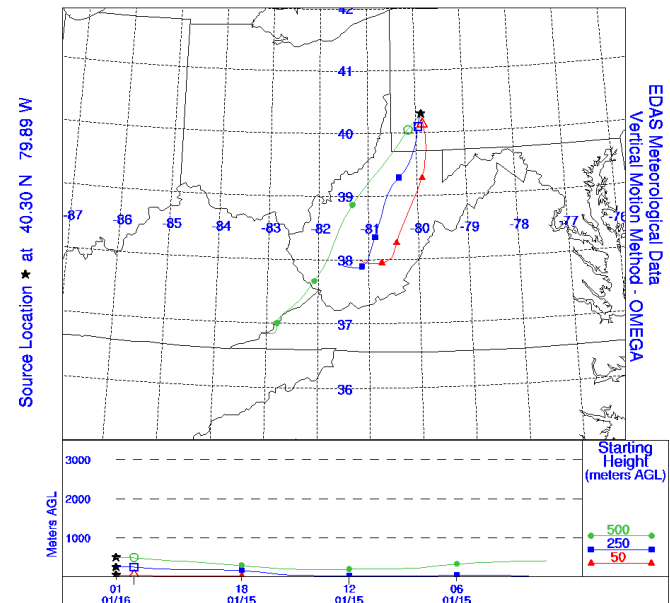 Source Location ★ at 40.30 N 79.89 W
EDAS Meteorological Data
Vertical Motion Method - OMEGA
42
41
40
39
-87 -86 -85 -84 -83 -82 -81 -80 -79 -78 -77 -76
38
37
36
Meters AGL
3000
2000
1000
01 18 12 06
01/16 01/15 01/15 01/15
Starting
Height
(meters AGL)
500
250
50